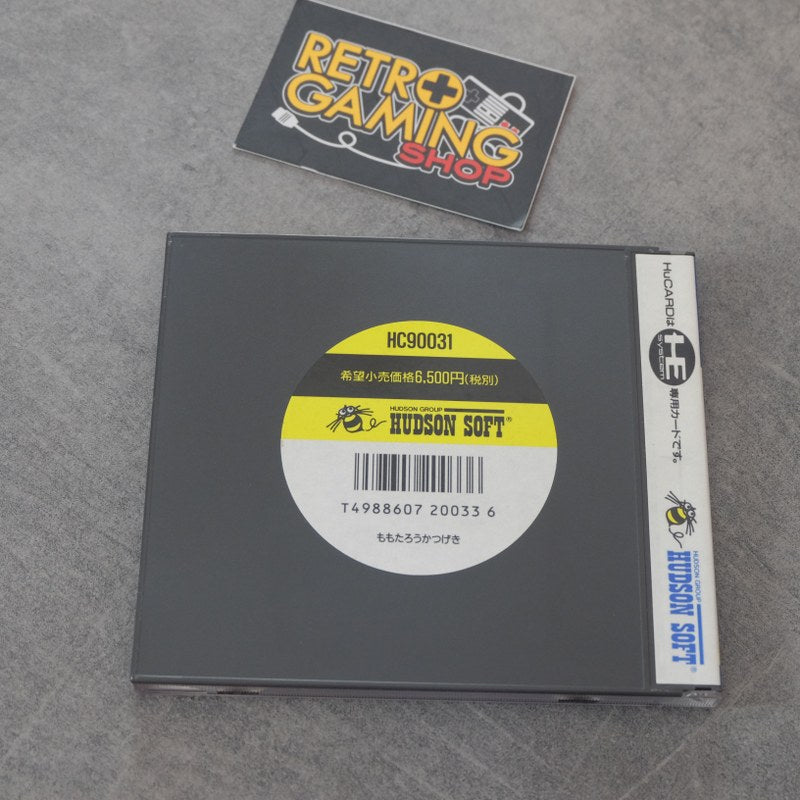 RETRO
GAMING
SHOP
HC90031
希望小売価格6,500円(税別)
HUDSON GROUP
HUDSON SOFT®
T4988607 20033 6
ももたろうかつげき
HuCARDは
HE
SYSTEM
専用カードです。
HUDSON GROUP
HUDSON SOFT®